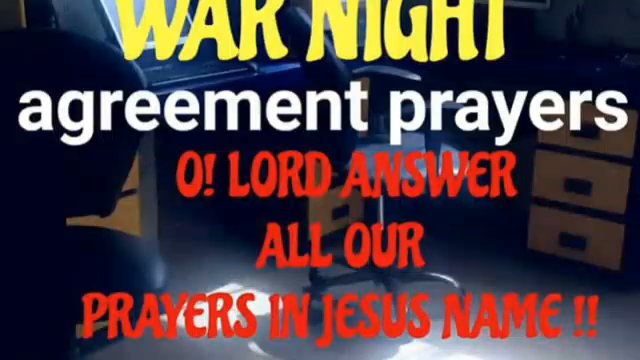 WAR NIGHT
agreement prayers
O! LORD ANSWER
ALL OUR
PRAYERS IN JESUS NAME !!